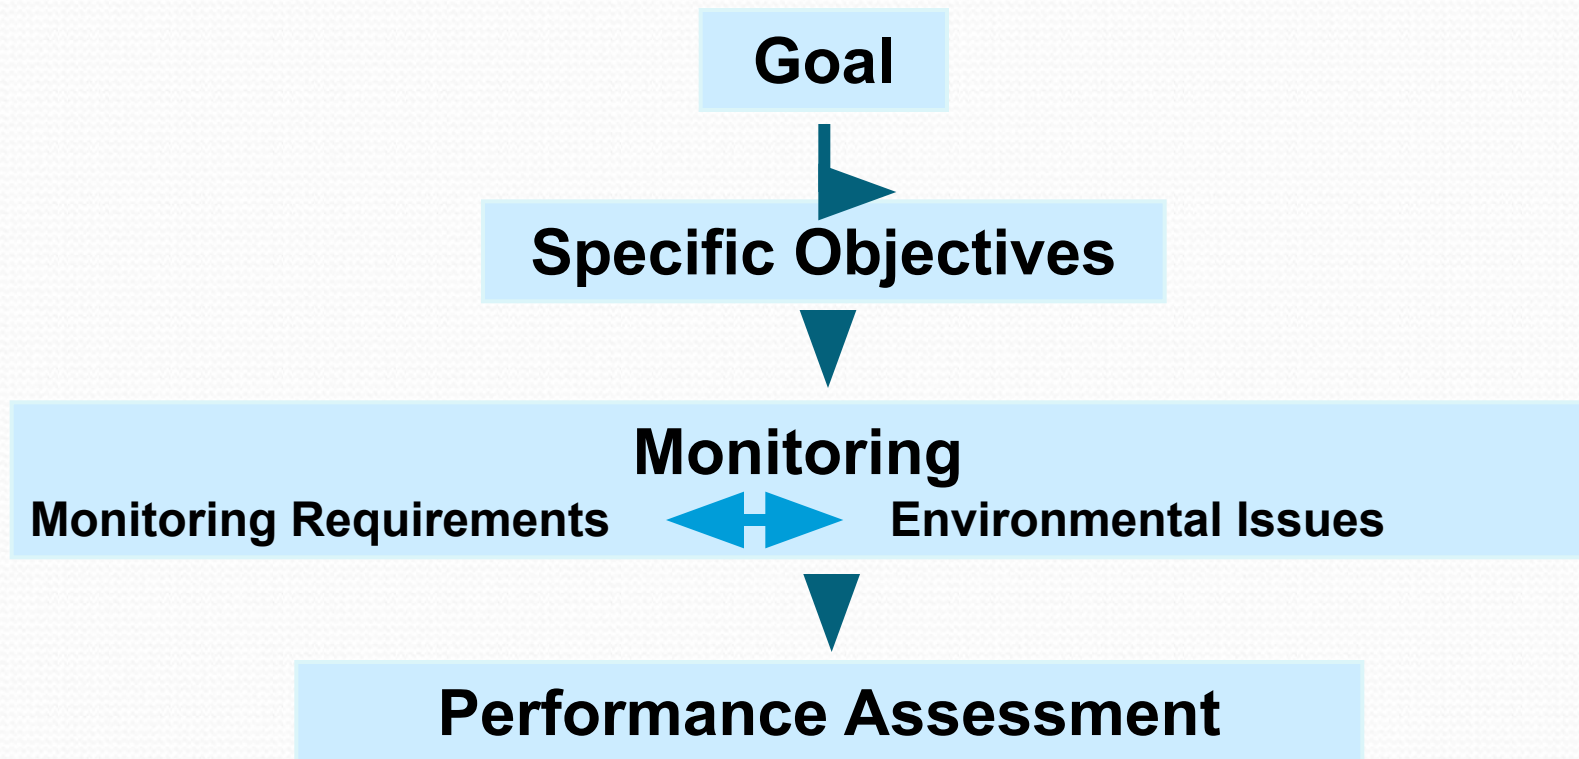 Goal
Specific Objectives
Monitoring
Monitoring Requirements Environmental Issues
Performance Assessment